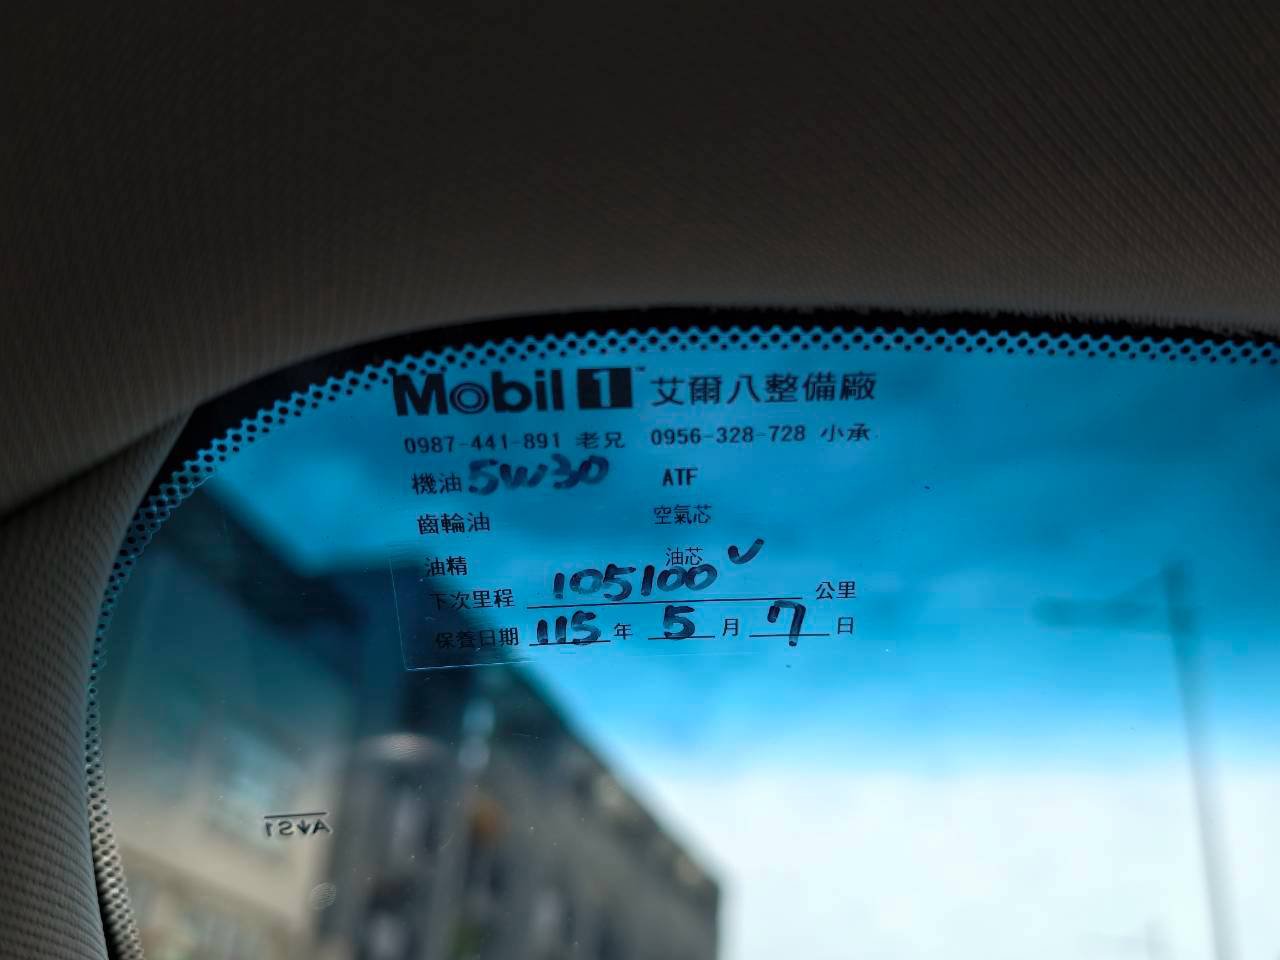 Mobil 1™ 艾爾八整備廠
0987-441-891 老兄 0956-328-728 小承
機油 5W30 ATF
齒輪油 空氣芯
油精 油芯 ✓
下次里程 105100 公里
保養日期 115 年 5 月 7 日
AS1